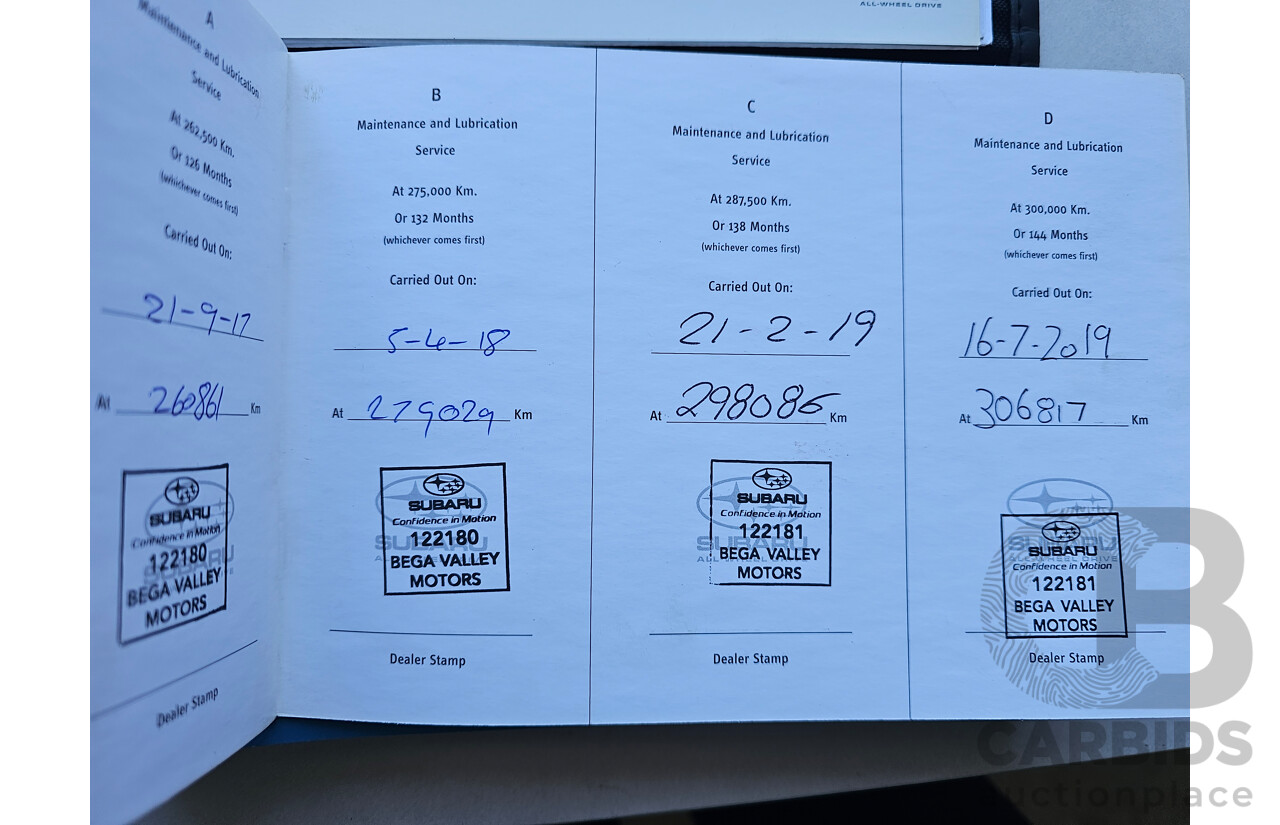 ALL-WHEEL DRIVE
A
Maintenance and Lubrication
Service
At 262,500 Km.
Or 126 Months
(whichever comes first)
Carried Out On:
21-9-17
At 260861 Km
SUBARU
Confidence in Motion
122180
BEGA VALLEY
MOTORS
Dealer Stamp
B
Maintenance and Lubrication
Service
At 275,000 Km.
Or 132 Months
(whichever comes first)
Carried Out On:
5-4-18
At 279029 Km
SUBARU
Confidence in Motion
122180
BEGA VALLEY
MOTORS
Dealer Stamp
C
Maintenance and Lubrication
Service
At 287,500 Km.
Or 138 Months
(whichever comes first)
Carried Out On:
21-2-19
At 298086 Km
SUBARU
Confidence in Motion
122181
BEGA VALLEY
MOTORS
Dealer Stamp
D
Maintenance and Lubrication
Service
At 300,000 Km.
Or 144 Months
(whichever comes first)
Carried Out On:
16-7-2019
At 306817 Km
SUBARU
Confidence in Motion
122181
BEGA VALLEY
MOTORS
Dealer Stamp
B
CARBIDS